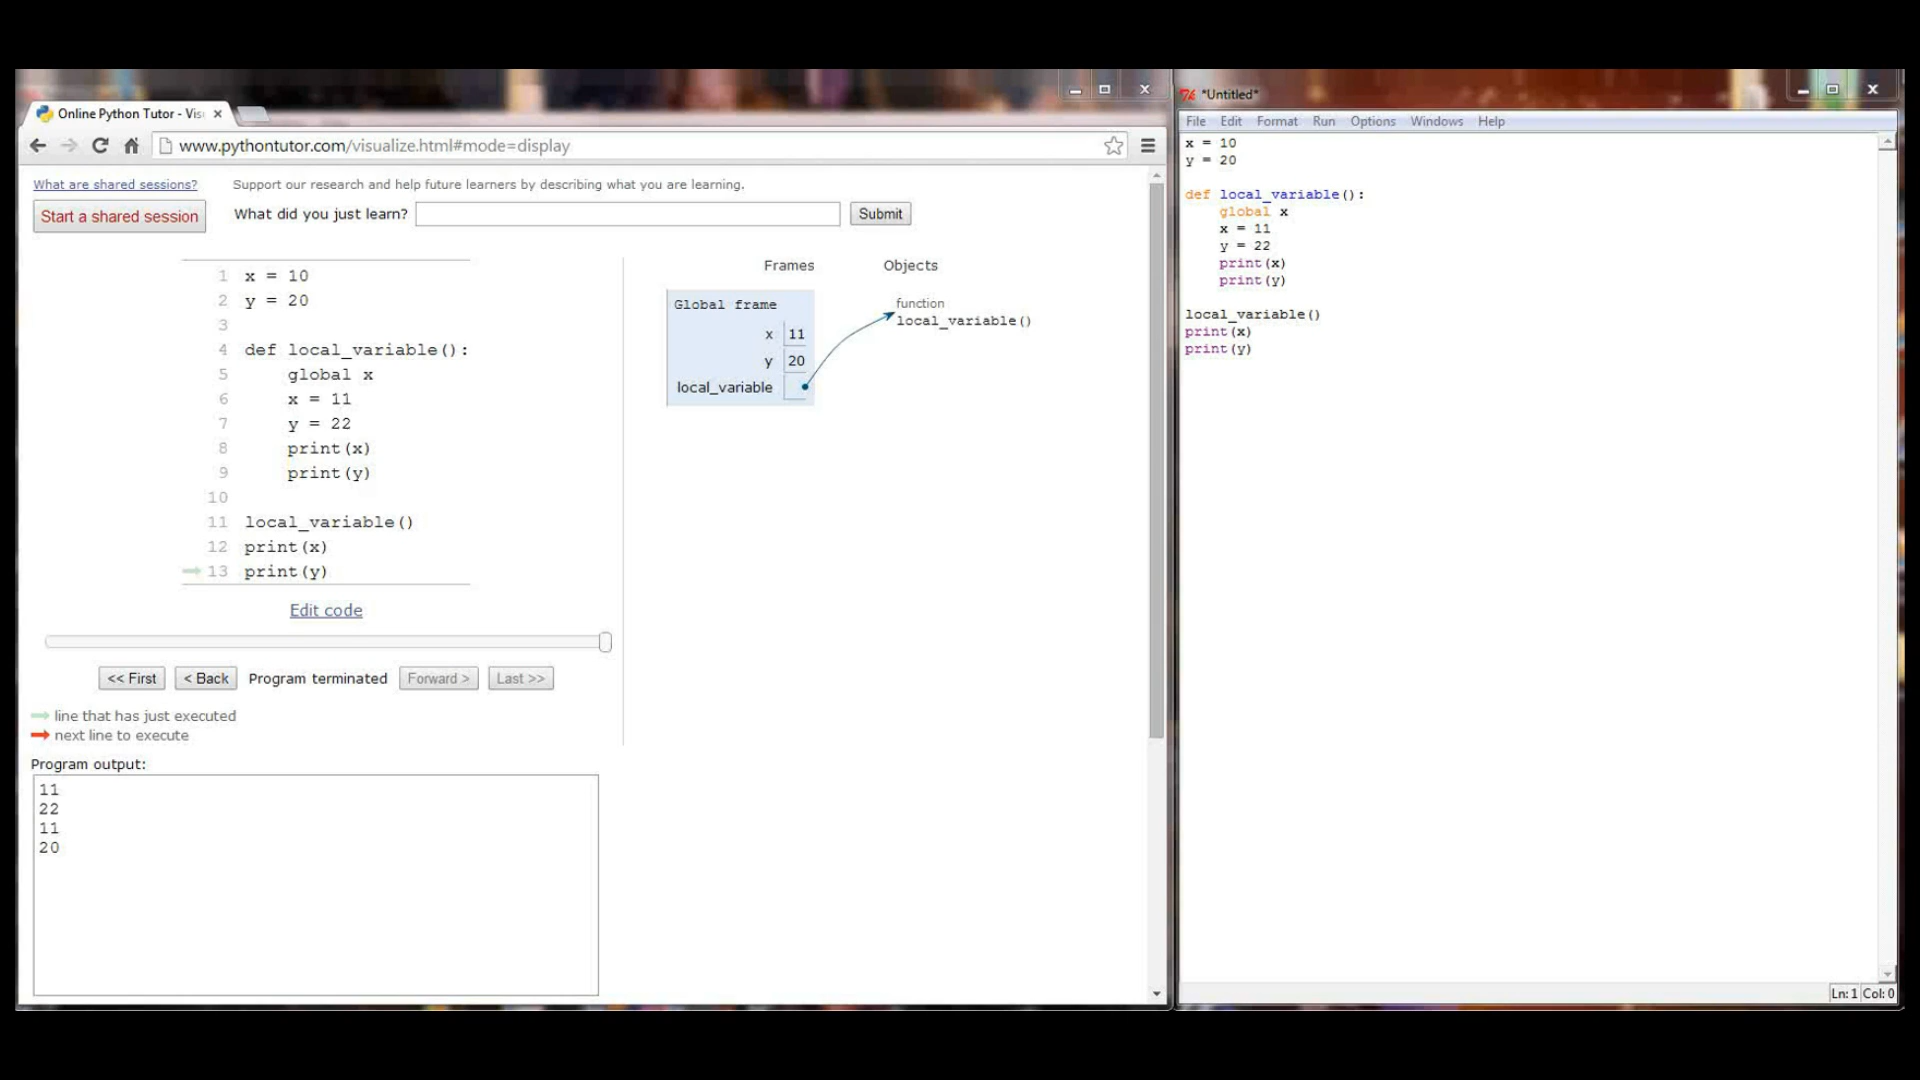 Online Python Tutor - Vis
www.pythontutor.com/visualize.html#mode=display
What are shared sessions?
Support our research and help future learners by describing what you are learning.
Start a shared session
What did you just learn?
Submit
1 x = 10
2 y = 20
3
4 def local_variable():
5     global x
6     x = 11
7     y = 22
8     print(x)
9     print(y)
10
11 local_variable()
12 print(x)
13 print(y)
Edit code
<< First
< Back
Program terminated
Forward >
Last >>
line that has just executed
next line to execute
Program output:
11
22
11
20
Frames
Objects
Global frame
x 11
y 20
local_variable
function
local_variable()
*Untitled*
File Edit Format Run Options Windows Help
x = 10
y = 20
def local_variable():
    global x
    x = 11
    y = 22
    print(x)
    print(y)
local_variable()
print(x)
print(y)
Ln: 1 Col: 0